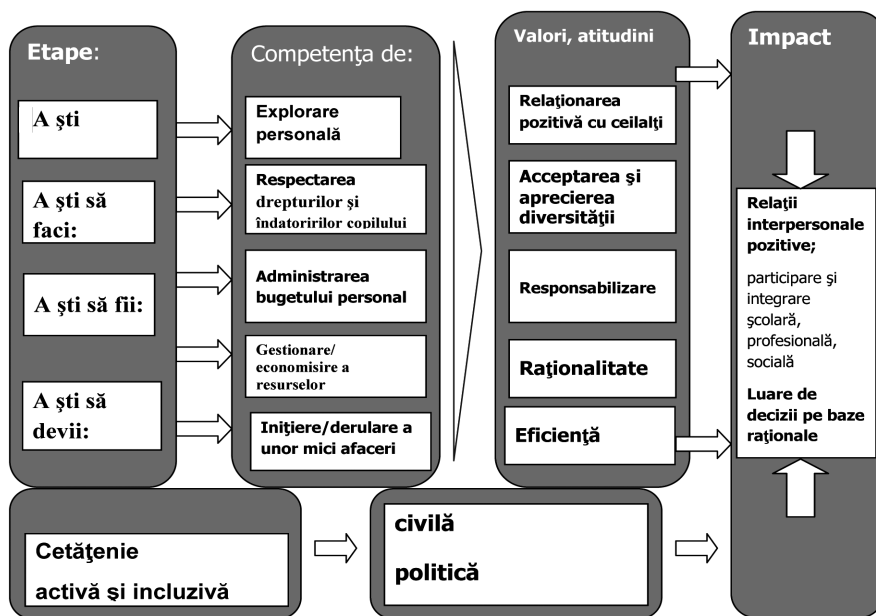 Etape:
A şti
A şti să
faci:
A şti să fii:
A şti să
devii:
Competenţa de:
Explorare
personală
Respectarea
drepturilor şi
îndatoririlor copilului
Administrarea
bugetului personal
Gestionare/
economisire a
resurselor
Iniţiere/derulare a
unor mici afaceri
Valori, atitudini
Relaţionarea
pozitivă cu ceilalţi
Acceptarea şi
aprecierea
diversităţii
Responsabilizare
Raţionalitate
Eficienţă
Impact
Relaţii
interpersonale
pozitive;
participare şi
integrare
şcolară,
profesională,
socială
Luare de
decizii pe baze
raţionale
Cetăţenie
activă şi incluzivă
civilă
politică